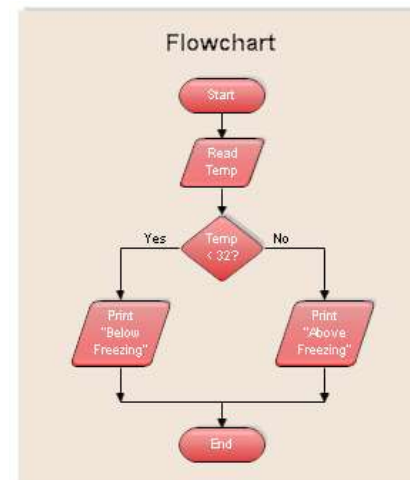 Flowchart
Start
Read
Temp
Yes
Temp
< 32?
No
Print
"Below
Freezing"
Print
"Above
Freezing"
End